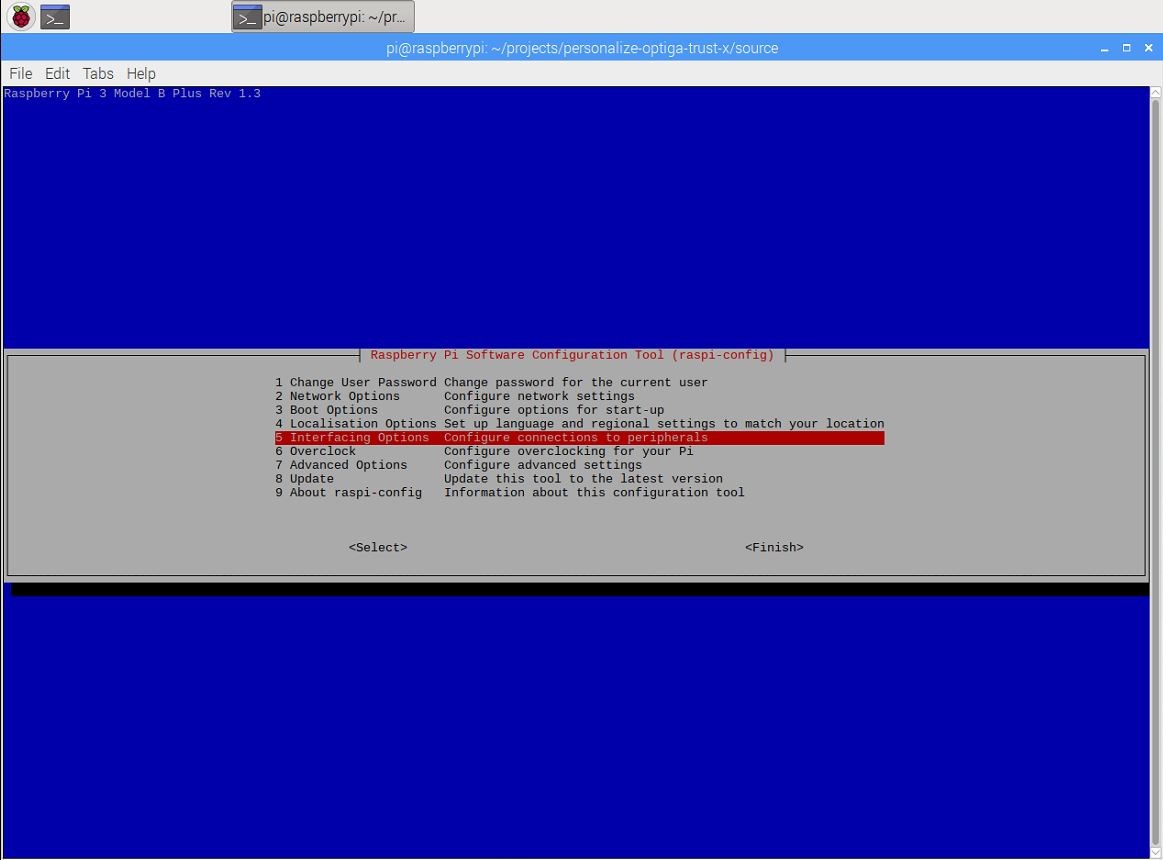 pi@raspberrypi: ~/pr...
pi@raspberrypi: ~/projects/personalize-optiga-trust-x/source
File Edit Tabs Help
Raspberry Pi 3 Model B Plus Rev 1.3
Raspberry Pi Software Configuration Tool (raspi-config)
1 Change User Password Change password for the current user
2 Network Options Configure network settings
3 Boot Options Configure options for start-up
4 Localisation Options Set up language and regional settings to match your location
5 Interfacing Options Configure connections to peripherals
6 Overclock Configure overclocking for your Pi
7 Advanced Options Configure advanced settings
8 Update Update this tool to the latest version
9 About raspi-config Information about this configuration tool
<Select> <Finish>